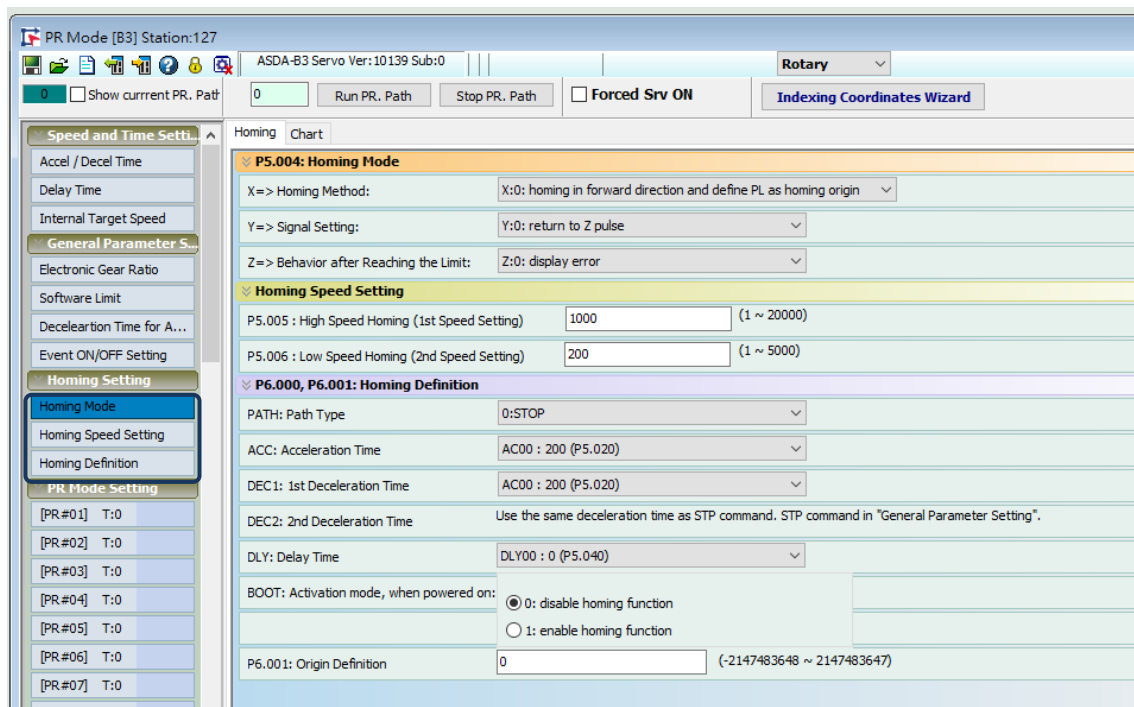 PR Mode [B3] Station:127
ASDA-B3 Servo Ver:10139 Sub:0
Rotary
0 Show currrent PR. Path 0 Run PR. Path Stop PR. Path Forced Srv ON Indexing Coordinates Wizard
Speed and Time Setti...
Accel / Decel Time
Delay Time
Internal Target Speed
General Parameter S...
Electronic Gear Ratio
Software Limit
Deceleartion Time for A...
Event ON/OFF Setting
Homing Setting
Homing Mode
Homing Speed Setting
Homing Definition
PR Mode Setting
[PR#01] T:0
[PR#02] T:0
[PR#03] T:0
[PR#04] T:0
[PR#05] T:0
[PR#06] T:0
[PR#07] T:0
Homing Chart
P5.004: Homing Mode
X=> Homing Method: X:0: homing in forward direction and define PL as homing origin
Y=> Signal Setting: Y:0: return to Z pulse
Z=> Behavior after Reaching the Limit: Z:0: display error
Homing Speed Setting
P5.005 : High Speed Homing (1st Speed Setting) 1000 (1 ~ 20000)
P5.006 : Low Speed Homing (2nd Speed Setting) 200 (1 ~ 5000)
P6.000, P6.001: Homing Definition
PATH: Path Type 0:STOP
ACC: Acceleration Time AC00 : 200 (P5.020)
DEC1: 1st Deceleration Time AC00 : 200 (P5.020)
DEC2: 2nd Deceleration Time Use the same deceleration time as STP command. STP command in "General Parameter Setting".
DLY: Delay Time DLY00 : 0 (P5.040)
BOOT: Activation mode, when powered on:
0: disable homing function
1: enable homing function
P6.001: Origin Definition 0 (-2147483648 ~ 2147483647)